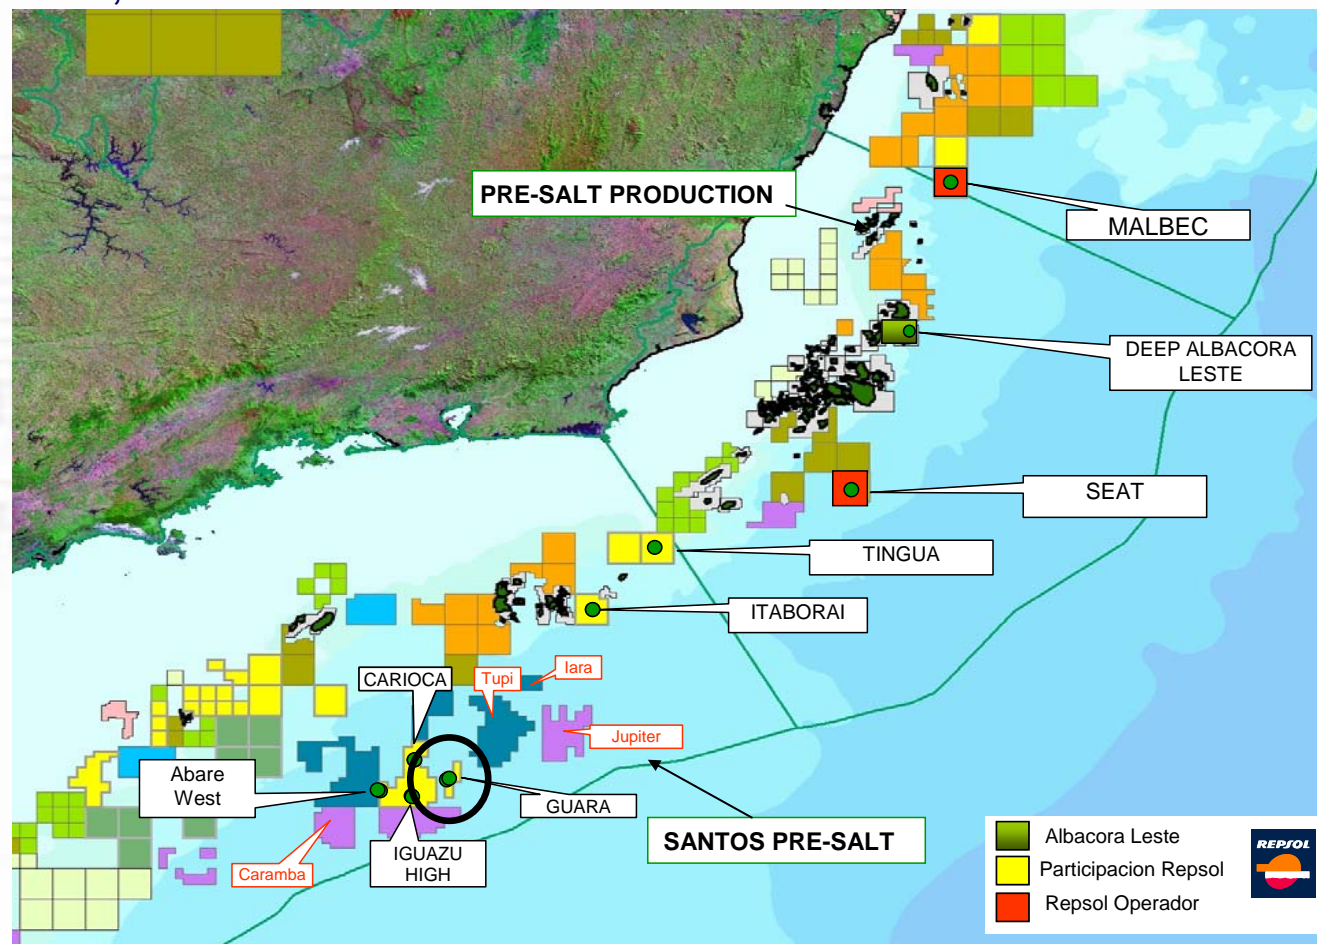 PRE-SALT PRODUCTION
MALBEC
DEEP ALBACORA
LESTE
SEAT
TINGUA
ITABORAI
Iara
CARIOCA
Tupi
Jupiter
Abare
West
GUARA
IGUAZU
HIGH
SANTOS PRE-SALT
Caramba
Albacora Leste
Participacion Repsol
Repsol Operador
REPSOL